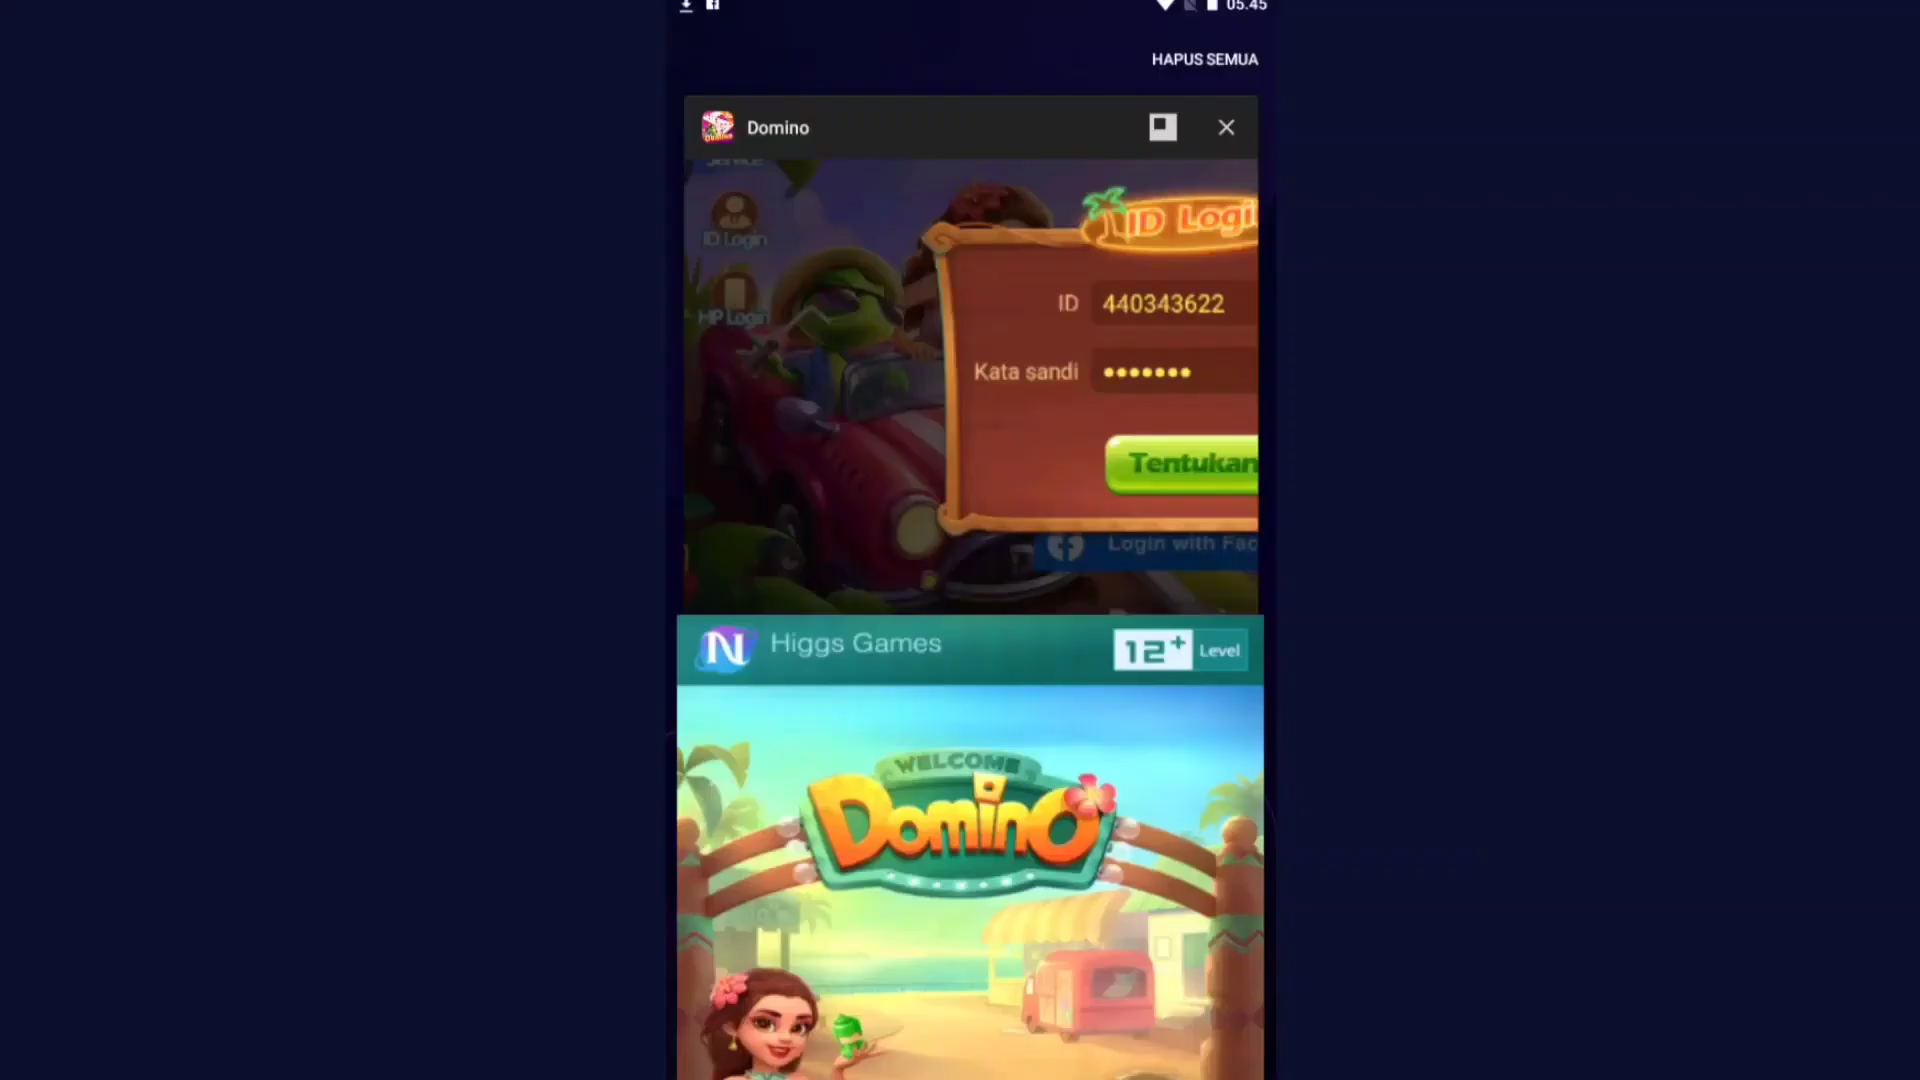 05.45
HAPUS SEMUA
Domino
Service
ID Login
HP Login
ID Logi
ID 440343622
Kata sandi •••••••
Tentukan
Login with Fac
N Higgs Games
12+ Level
WELCOME
Domino